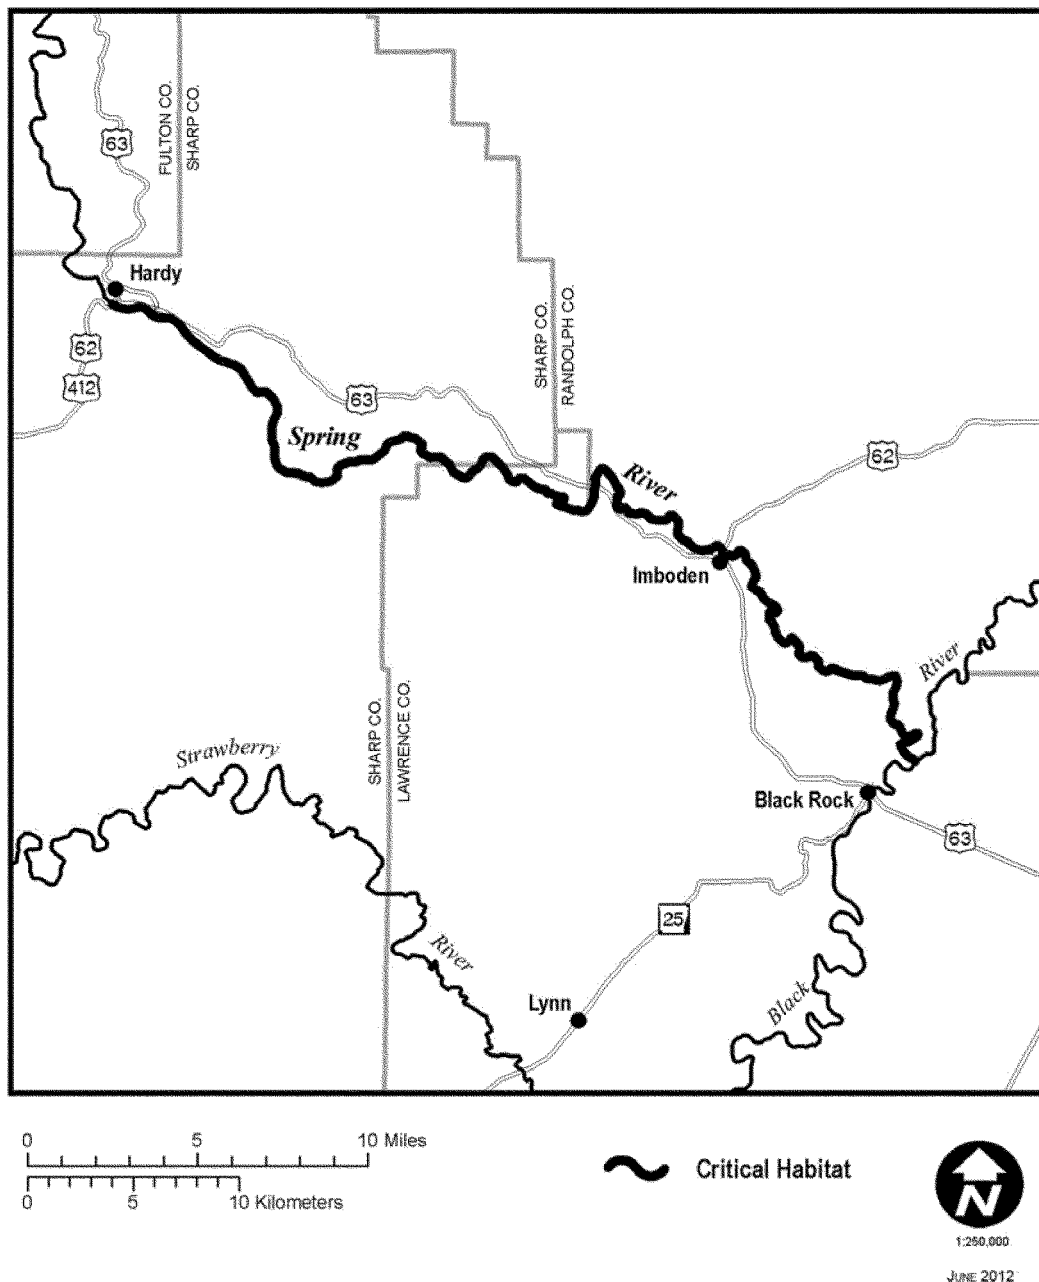 FULTON CO.
SHARP CO.
63
Hardy
62
412
63
SHARP CO.
RANDOLPH CO.
Spring
River
62
Imboden
River
SHARP CO.
LAWRENCE CO.
Strawberry
Black Rock
63
25
River
Lynn
Black
0 5 10 Miles
0 5 10 Kilometers
Critical Habitat
N
1:250,000
JUNE 2012